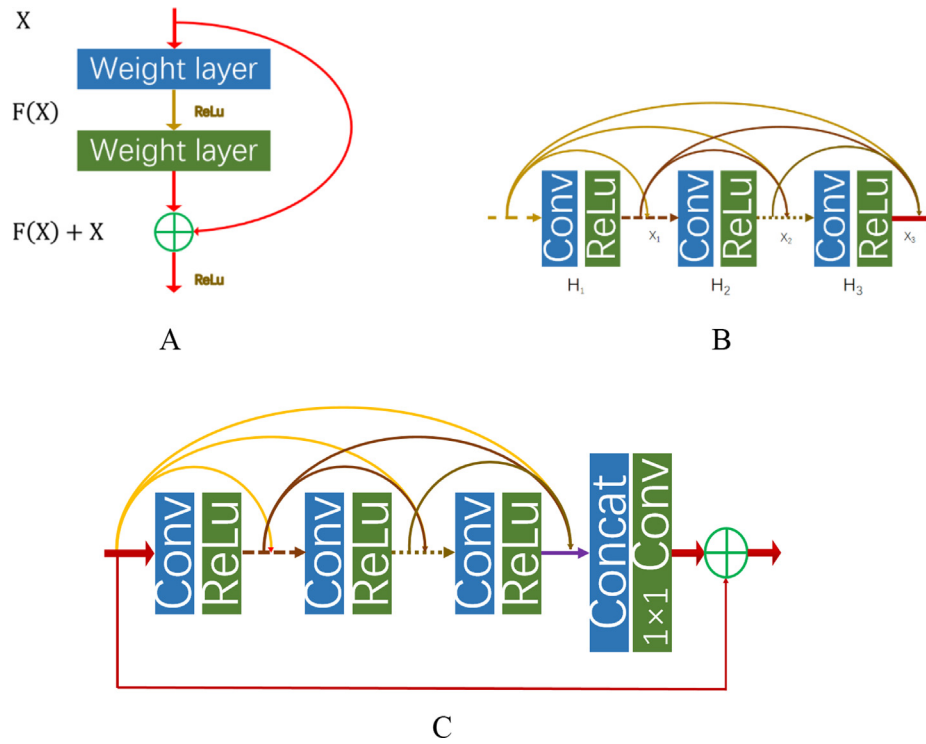 X
Weight layer
F(X)
ReLu
Weight layer
F(X) + X
ReLu
A
Conv
ReLu
X₁
Conv
ReLu
X₂
Conv
ReLu
X₃
H₁
H₂
H₃
B
Conv
ReLu
Conv
ReLu
Conv
ReLu
Concat
1×1 Conv
C